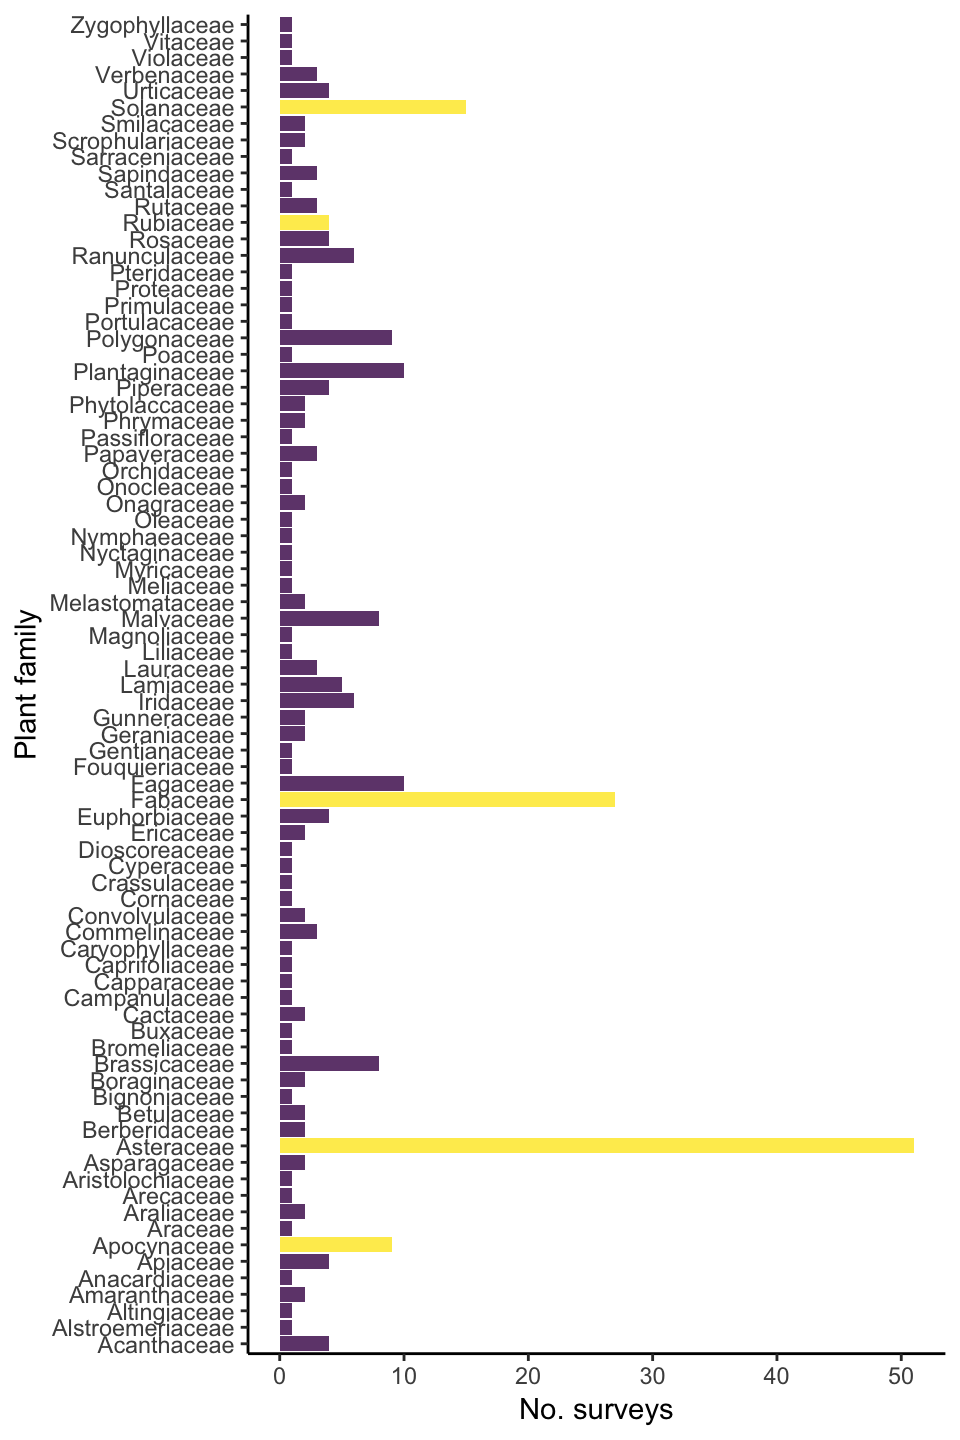 Zygophyllaceae
Vitaceae
Violaceae
Verbenaceae
Urticaceae
Solanaceae
Smilacaceae
Scrophulariaceae
Sarraceniaceae
Sapindaceae
Santalaceae
Rutaceae
Rubiaceae
Rosaceae
Ranunculaceae
Pteridaceae
Proteaceae
Primulaceae
Portulacaceae
Polygonaceae
Poaceae
Plantaginaceae
Piperaceae
Phytolaccaceae
Phrymaceae
Passifloraceae
Papaveraceae
Orchidaceae
Onocleaceae
Onagraceae
Oleaceae
Nymphaeaceae
Nyctaginaceae
Myricaceae
Meliaceae
Melastomataceae
Malvaceae
Magnoliaceae
Liliaceae
Lauraceae
Lamiaceae
Iridaceae
Gunneraceae
Geraniaceae
Gentianaceae
Fouquieriaceae
Fagaceae
Fabaceae
Euphorbiaceae
Ericaceae
Dioscoreaceae
Cyperaceae
Crassulaceae
Cornaceae
Convolvulaceae
Commelinaceae
Caryophyllaceae
Caprifoliaceae
Capparaceae
Campanulaceae
Cactaceae
Buxaceae
Bromeliaceae
Brassicaceae
Boraginaceae
Bignoniaceae
Betulaceae
Berberidaceae
Asteraceae
Asparagaceae
Aristolochiaceae
Arecaceae
Araliaceae
Araceae
Apocynaceae
Apiaceae
Anacardiaceae
Amaranthaceae
Altingiaceae
Alstroemeriaceae
Acanthaceae
Plant family
0 10 20 30 40 50
No. surveys